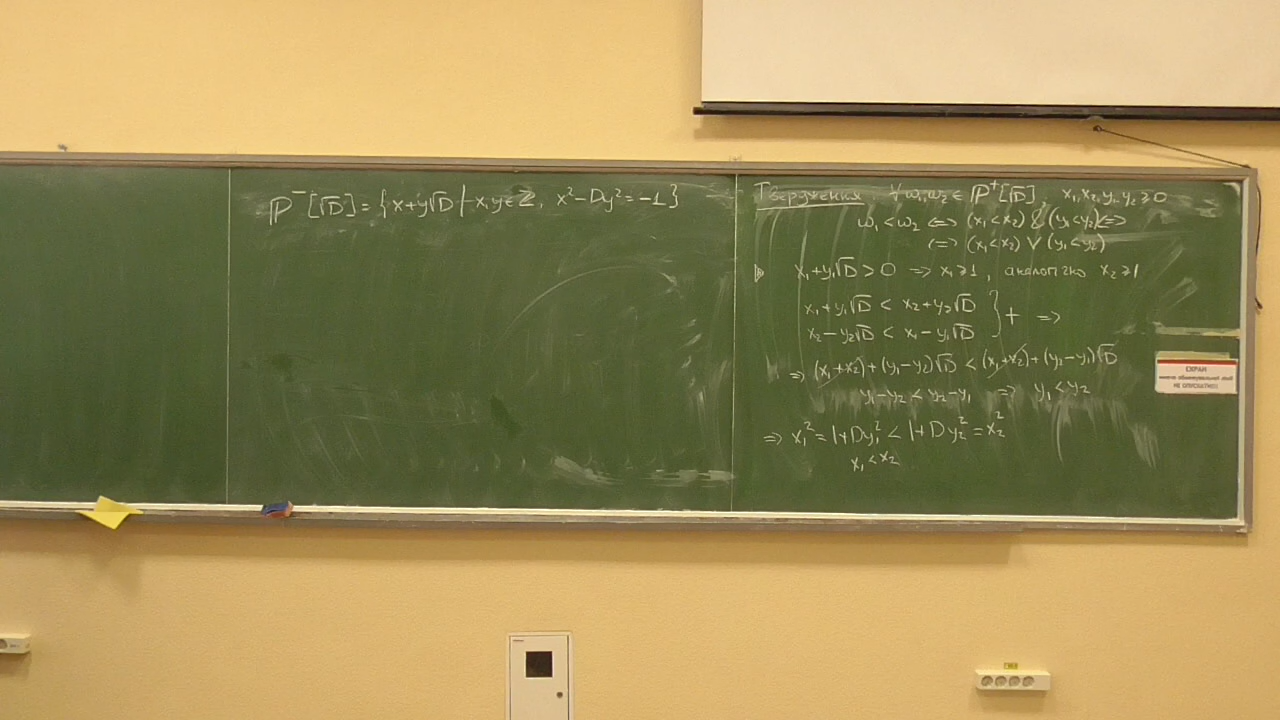 ℙ⁻[√D] = {x+y√D | x,y∈ℤ, x²-Dy²=-1}
Утверждение. ∀ω₁,ω₂∈ ℙ⁺[√D], x₁,x₂,y₁,y₂≥0
ω₁<ω₂ ⟺ (x₁<x₂) & (y₁<y₂) ⟺
⟺ (x₁<x₂) ∨ (y₁<y₂)
▷ x₁+y₁√D>0 ⇒ x₁≥1, аналогично x₂≥1
x₁+y₁√D < x₂+y₂√D
x₂-y₂√D < x₁-y₁√D } + ⇒
⇒ (x₁+x₂)+(y₁-y₂)√D < (x₁+x₂)+(y₂-y₁)√D
y₁-y₂ < y₂-y₁ ⇒ y₁<y₂
⇒ x₁²=1+Dy₁² < 1+Dy₂²=x₂²
x₁<x₂
ЭКРАН